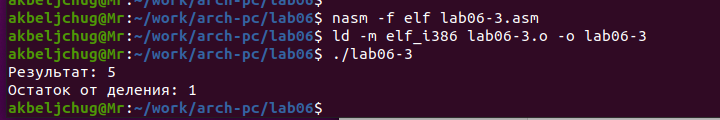 akbeljchug@Mr:~/work/arch-pc/lab06$ nasm -f elf lab06-3.asm
akbeljchug@Mr:~/work/arch-pc/lab06$ ld -m elf_i386 lab06-3.o -o lab06-3
akbeljchug@Mr:~/work/arch-pc/lab06$ ./lab06-3
Результат: 5
Остаток от деления: 1
akbeljchug@Mr:~/work/arch-pc/lab06$